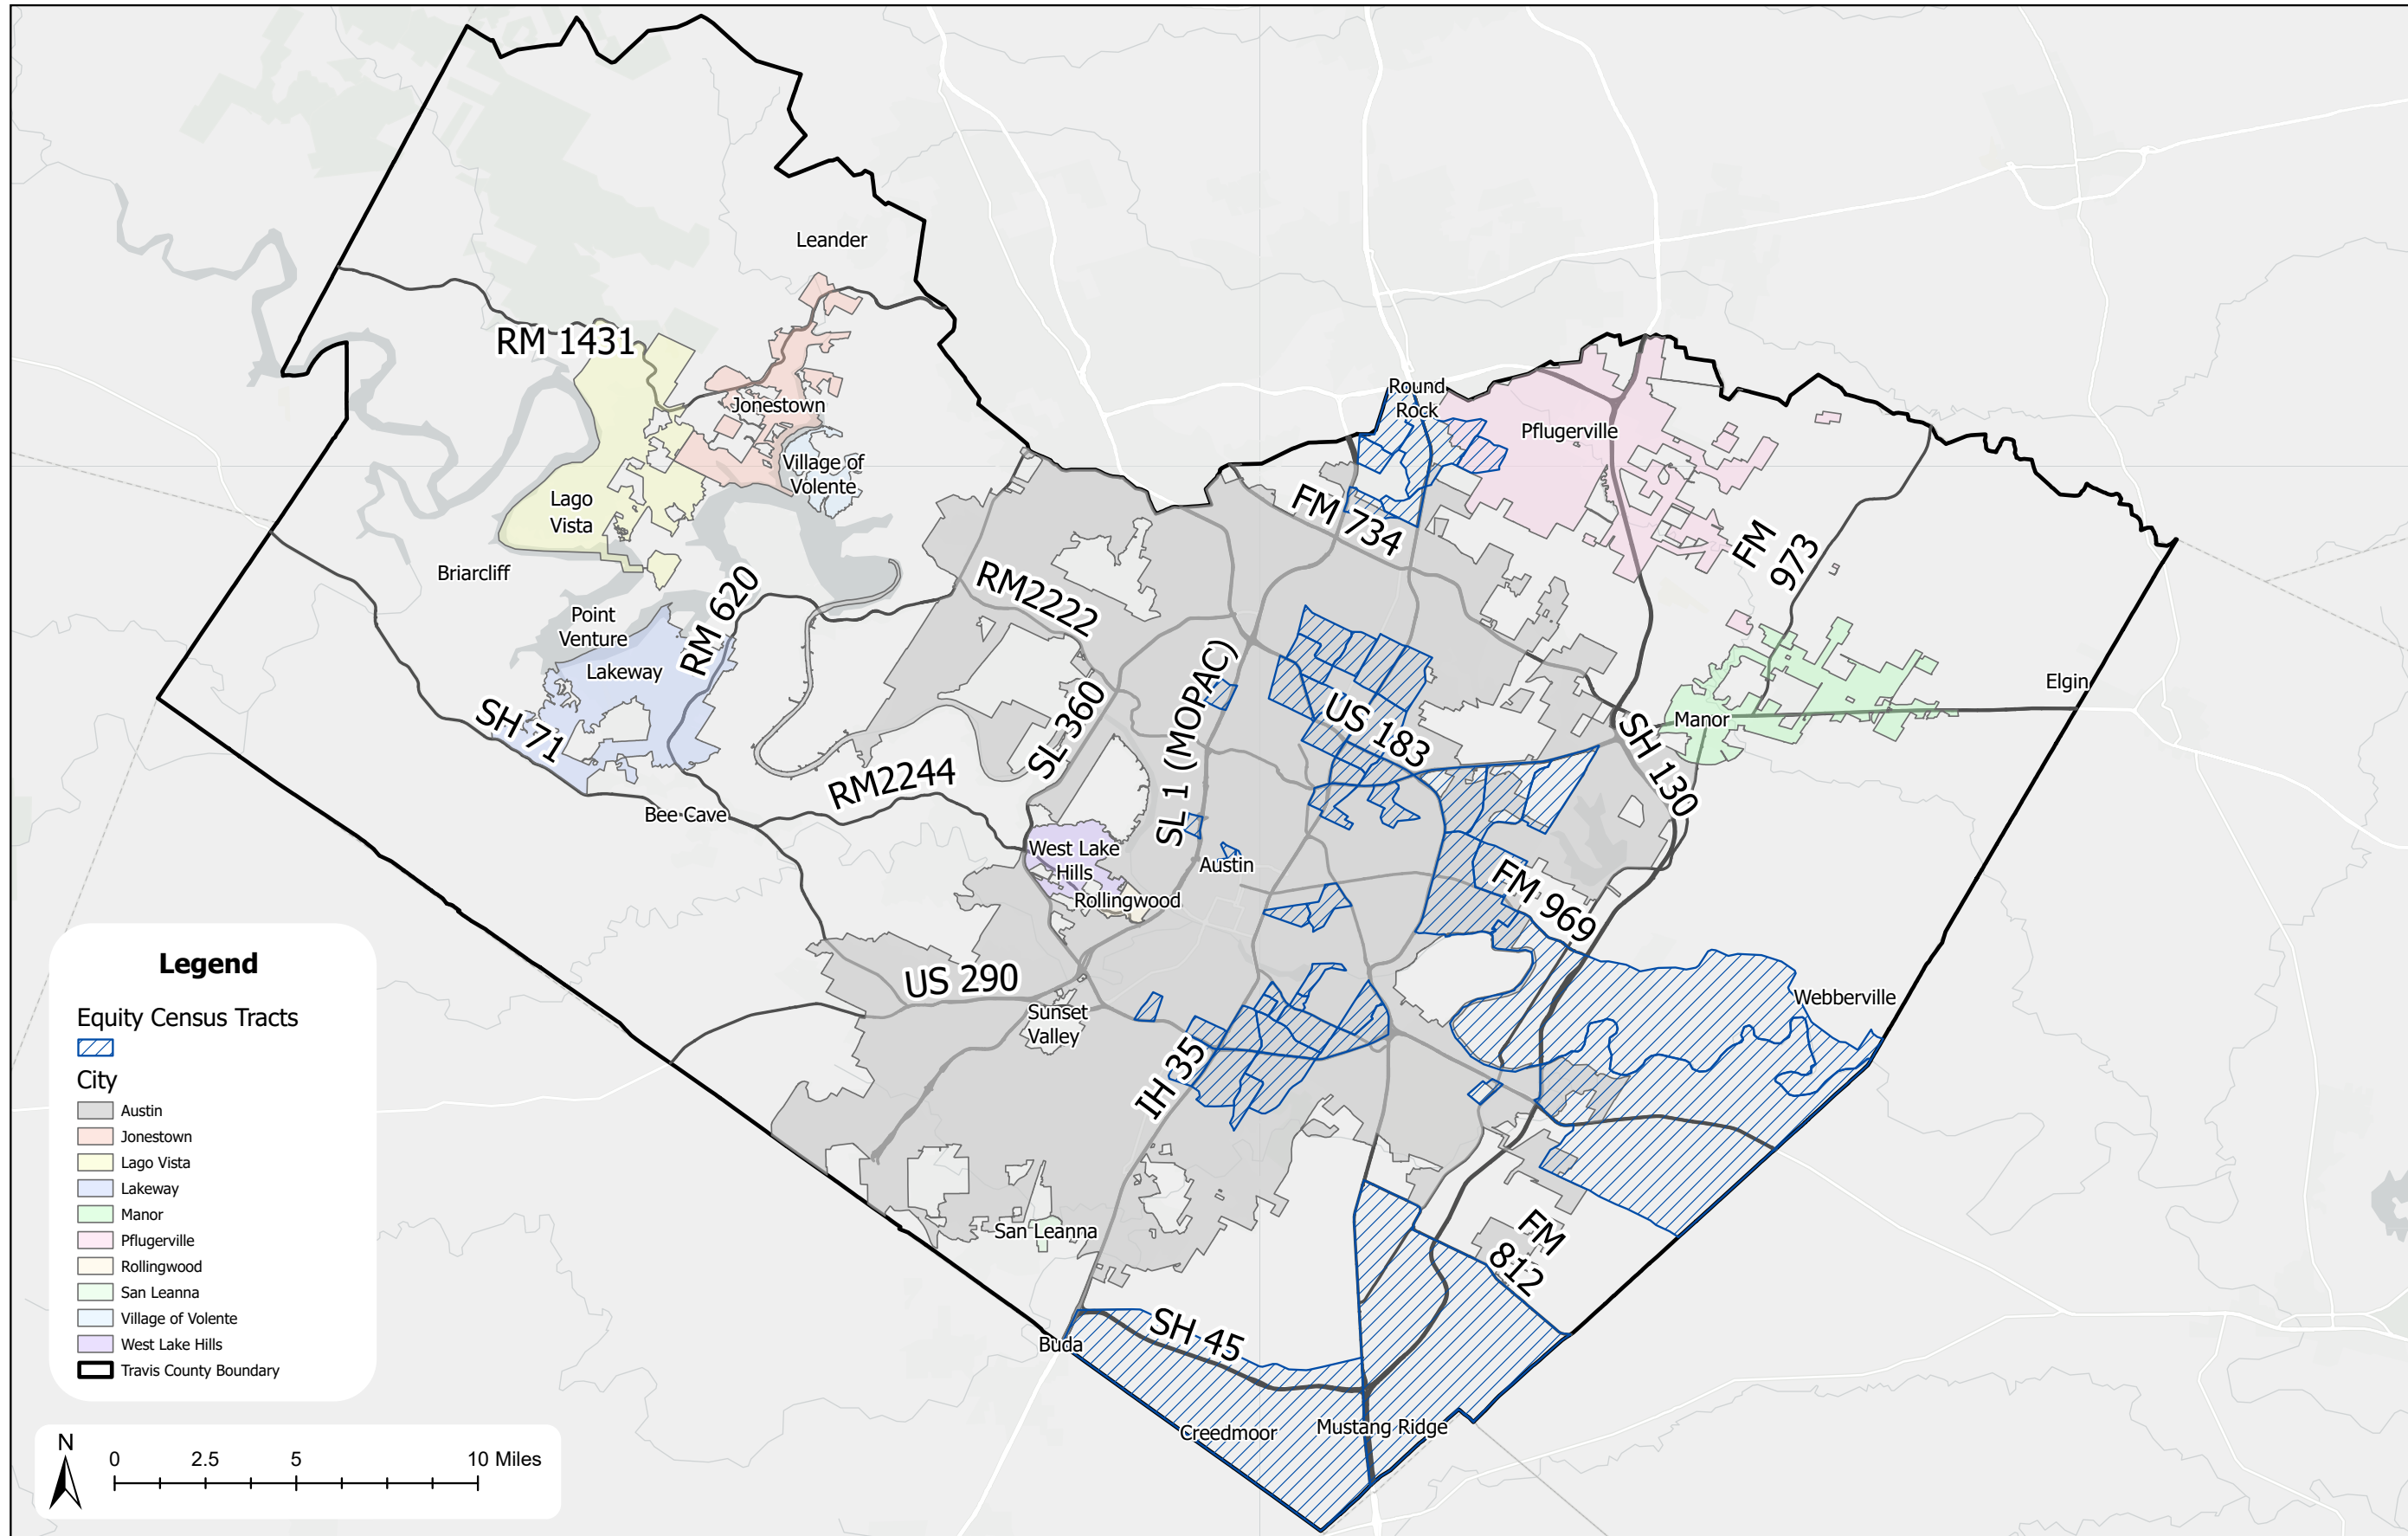 Leander
RM 1431
Round
Rock
Jonestown
Pflugerville
Village of
Volente
Lago
Vista
FM 734
FM
973
Briarcliff
RM2222
Point
Venture
RM 620
Lakeway
Elgin
SH 71
SL 360
SL 1 (MOPAC)
US 183
Manor
SH 130
RM2244
Bee Cave
West Lake
Hills
Austin
Rollingwood
FM 969
US 290
Webberville
Sunset
Valley
IH 35
San Leanna
FM
812
SH 45
Buda
Creedmoor
Mustang Ridge
Legend
Equity Census Tracts
City
Austin
Jonestown
Lago Vista
Lakeway
Manor
Pflugerville
Rollingwood
San Leanna
Village of Volente
West Lake Hills
Travis County Boundary
N
0 2.5 5 10 Miles